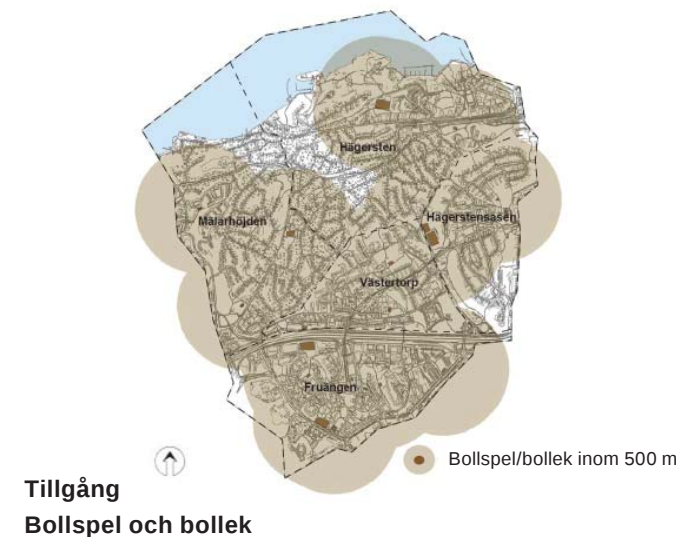 Hägersten
Mälarhöjden
Hägerstensåsen
Västertorp
Fruängen
Bollspel/bollek inom 500 m
Tillgång
Bollspel och bollek